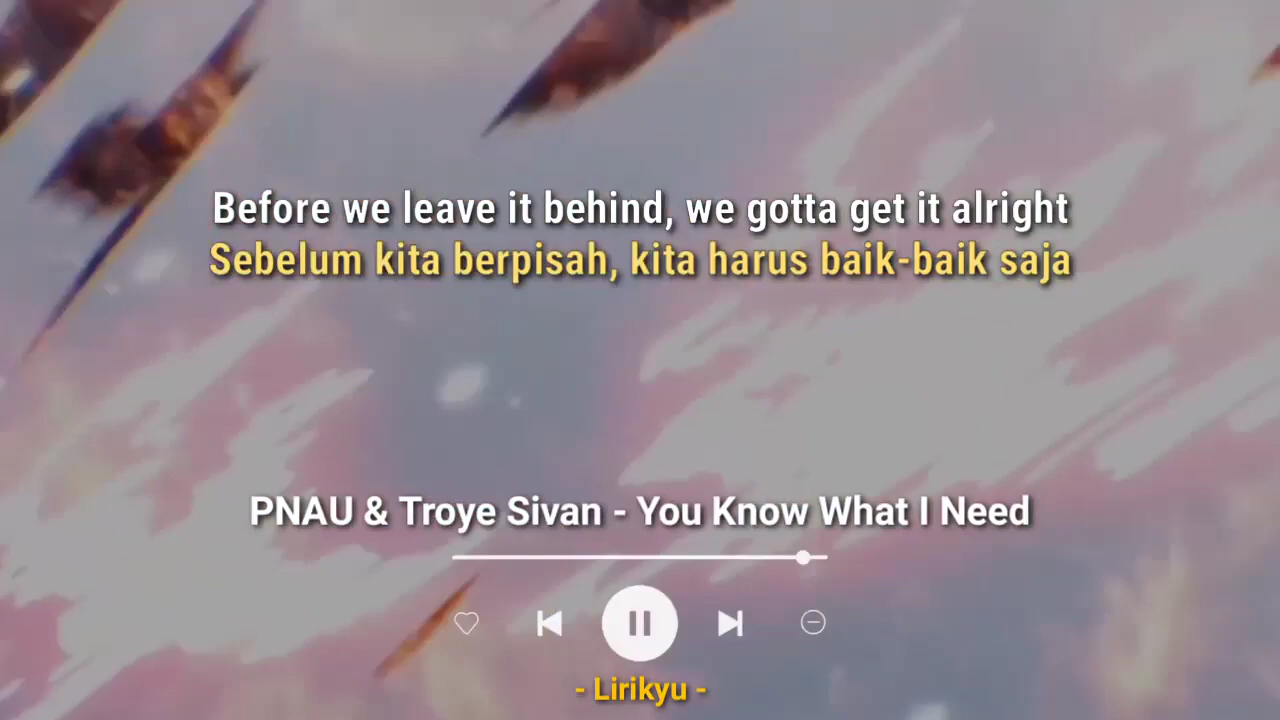 Before we leave it behind, we gotta get it alright
Sebelum kita berpisah, kita harus baik-baik saja
PNAU & Troye Sivan - You Know What I Need
- Lirikyu -